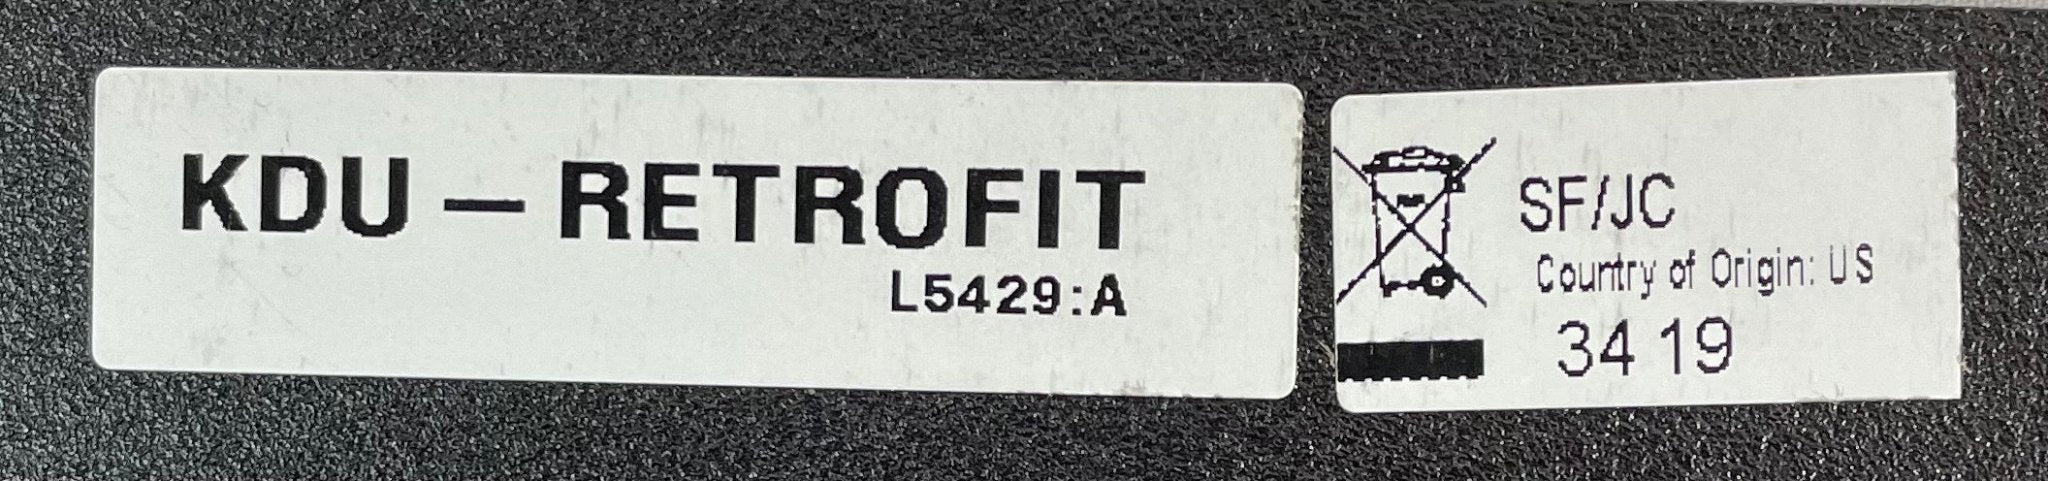 KDU – RETROFIT
L5429:A
SF/JC
Country of Origin: US
34 19